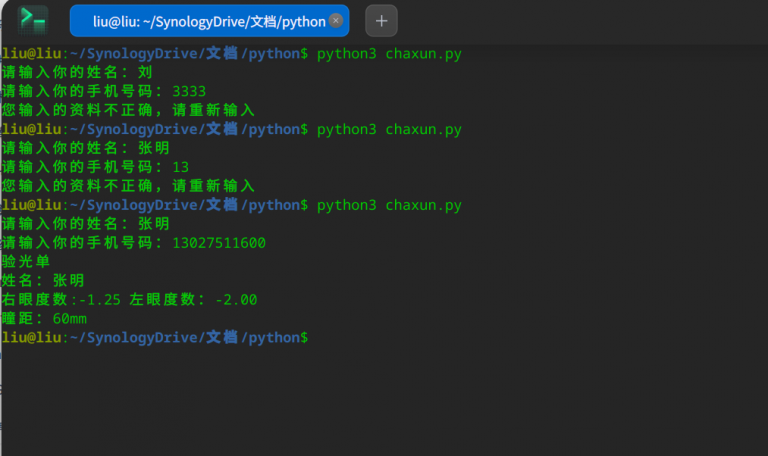 liu@liu: ~/SynologyDrive/文档/python
liu@liu:~/SynologyDrive/文档/python$ python3 chaxun.py
请输入你的姓名：刘
请输入你的手机号码：3333
您输入的资料不正确，请重新输入
liu@liu:~/SynologyDrive/文档/python$ python3 chaxun.py
请输入你的姓名：张明
请输入你的手机号码：13
您输入的资料不正确，请重新输入
liu@liu:~/SynologyDrive/文档/python$ python3 chaxun.py
请输入你的姓名：张明
请输入你的手机号码：13027511600
验光单
姓名：张明
右眼度数:-1.25 左眼度数：-2.00
瞳距：60mm
liu@liu:~/SynologyDrive/文档/python$